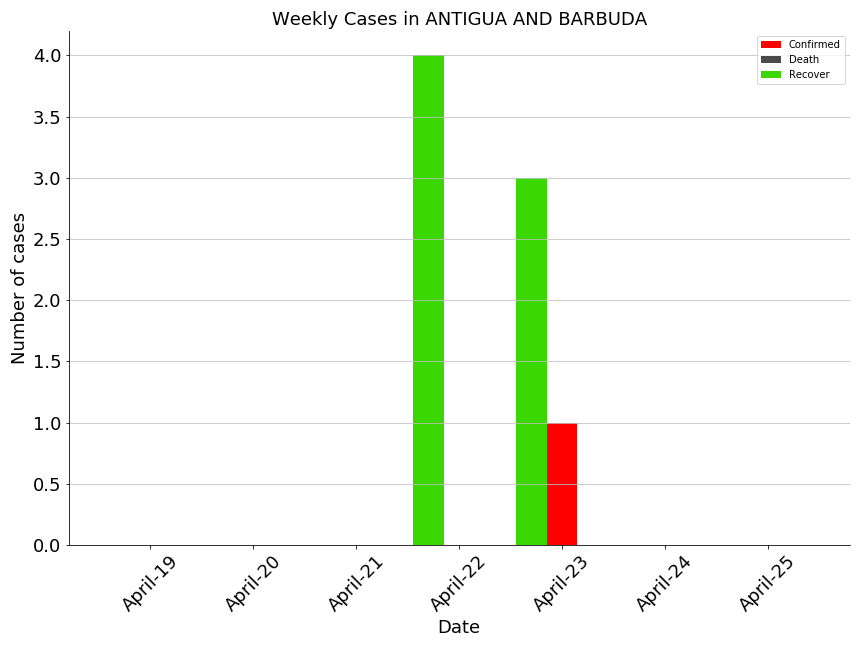 Weekly Cases in ANTIGUA AND BARBUDA
Confirmed
Death
Recover
Number of cases
4.0
3.5
3.0
2.5
2.0
1.5
1.0
0.5
0.0
April-19
April-20
April-21
April-22
April-23
April-24
April-25
Date